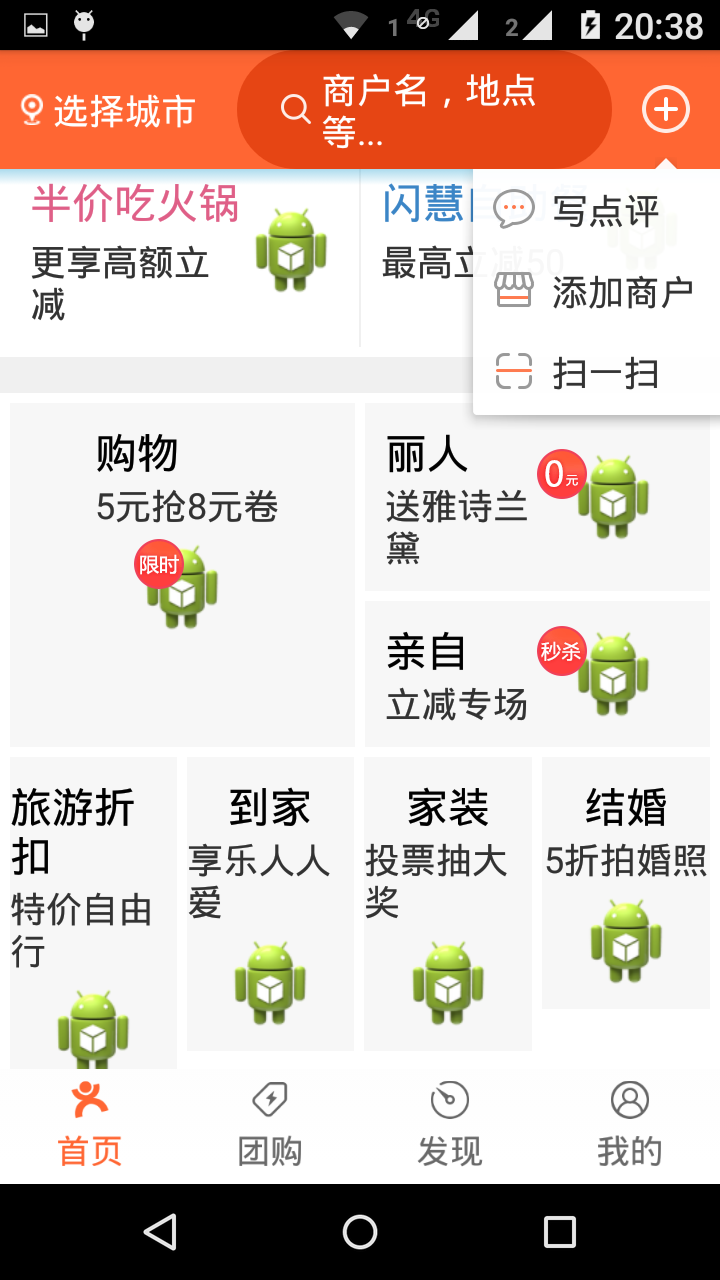 1 4G 2 20:38
选择城市
商户名，地点
等...
半价吃火锅
更享高额立
减
闪慧自助餐
最高立减50
写点评
添加商户
扫一扫
购物
5元抢8元卷
限时
丽人
送雅诗兰
黛
0元
亲自
立减专场
秒杀
旅游折
扣
特价自由
行
到家
享乐人人
爱
家装
投票抽大
奖
结婚
5折拍婚照
首页
团购
发现
我的